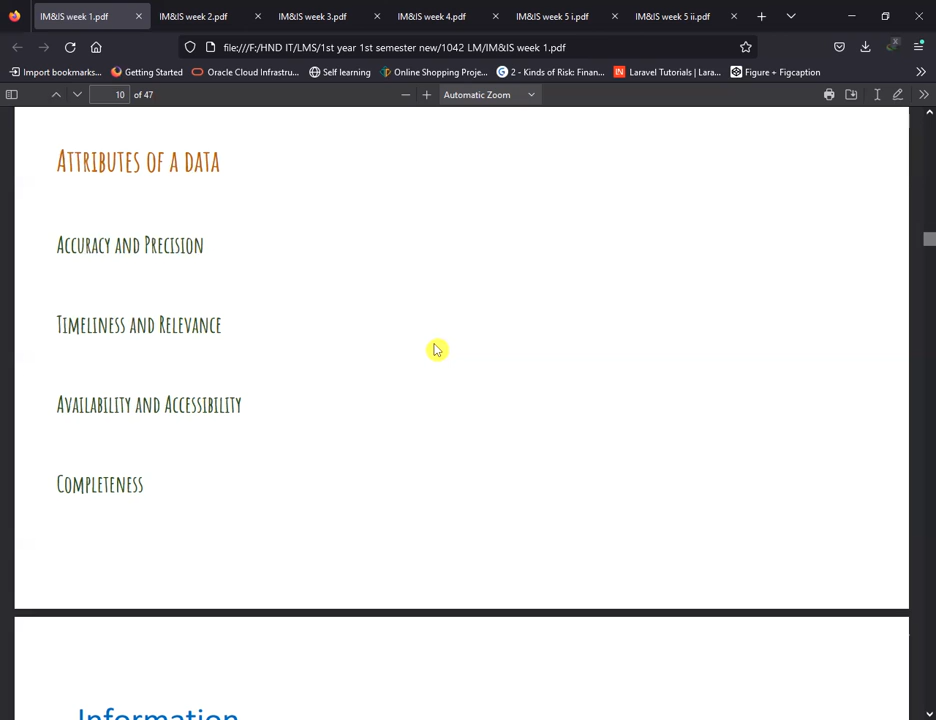 IM&IS week 1.pdf
IM&IS week 2.pdf
IM&IS week 3.pdf
IM&IS week 4.pdf
IM&IS week 5 i.pdf
IM&IS week 5 ii.pdf
file:///F:/HND IT/LMS/1st year 1st semester new/1042 LM/IM&IS week 1.pdf
Import bookmarks...
Getting Started
Oracle Cloud Infrastru...
Self learning
Online Shopping Proje...
2 - Kinds of Risk: Finan...
Laravel Tutorials | Lara...
Figure + Figcaption
10 of 47
Automatic Zoom
Attributes of a data
Accuracy and Precision
Timeliness and Relevance
Availability and Accessibility
Completeness
Information